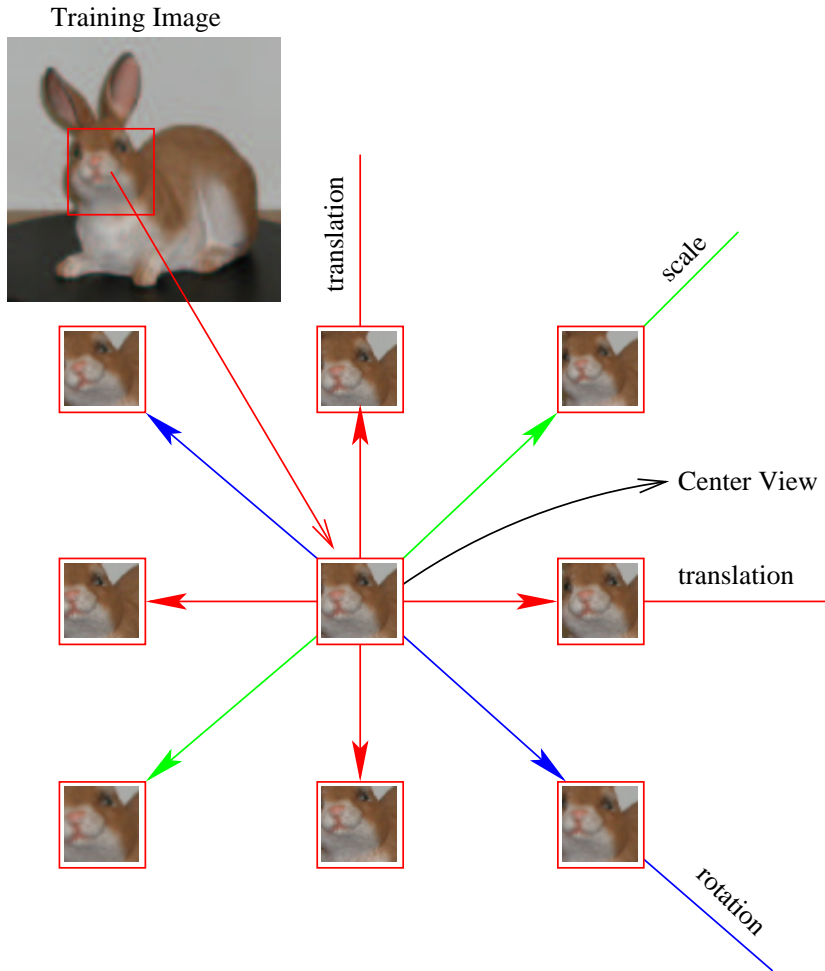 Training Image
translation
scale
Center View
translation
rotation